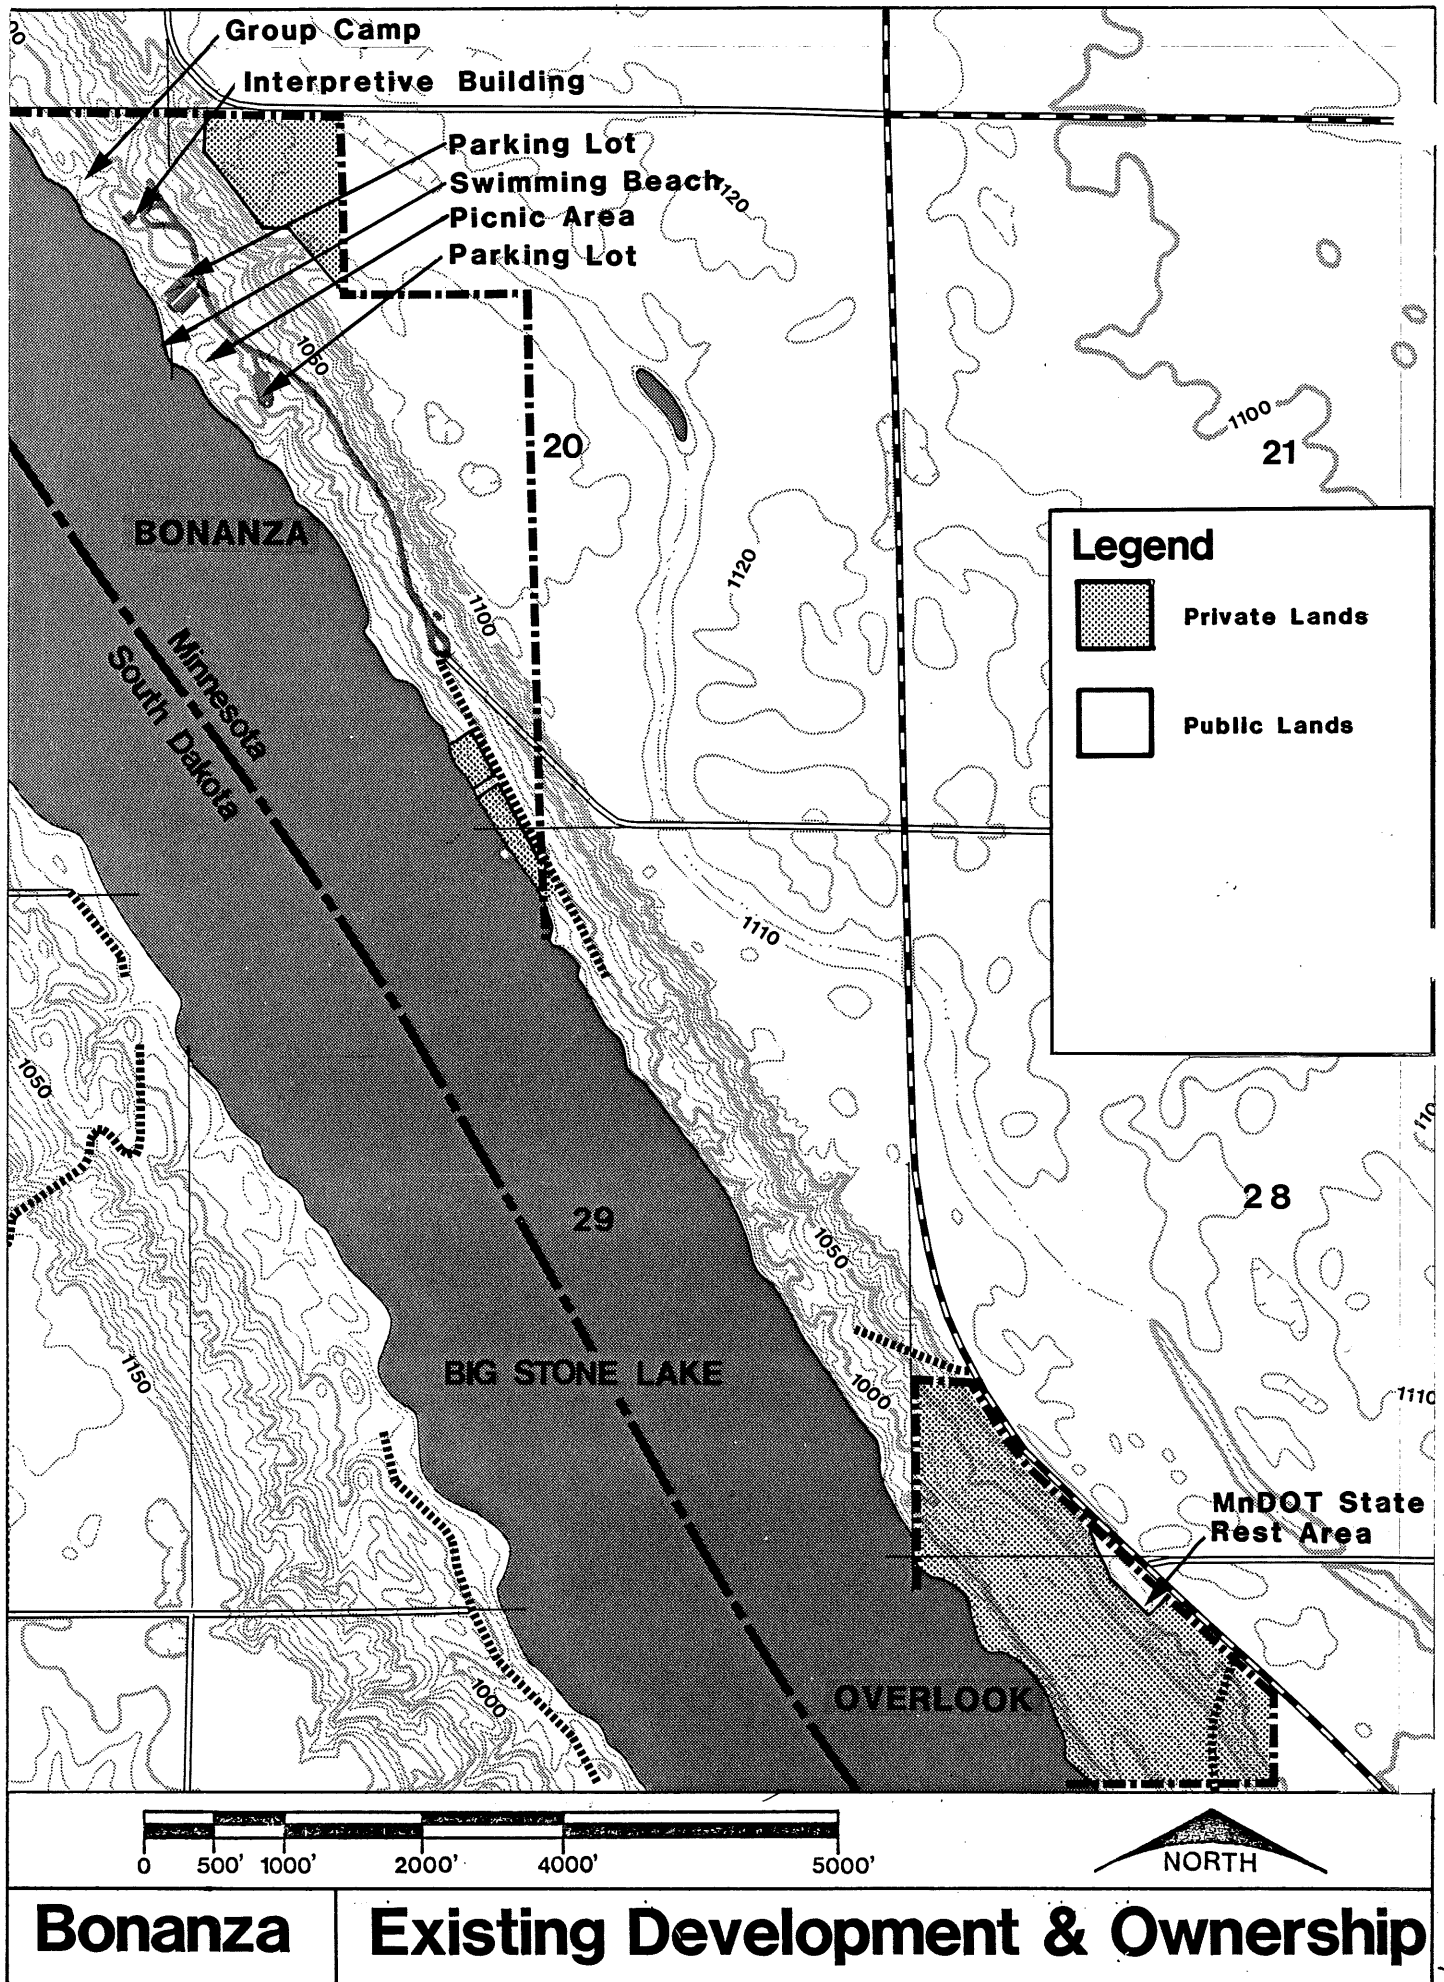 Group Camp
Interpretive Building
Parking Lot
Swimming Beach
1120
Picnic Area
Parking Lot
1050
1100
20
21
BONANZA
1120
Legend
Private Lands
Public Lands
1100
Minnesota
South Dakota
1110
1050
110
28
29
1050
1150
BIG STONE LAKE
1000
1110
MnDOT State
Rest Area
1000
OVERLOOK
0 500' 1000' 2000' 4000' 5000'
NORTH
Bonanza
Existing Development & Ownership